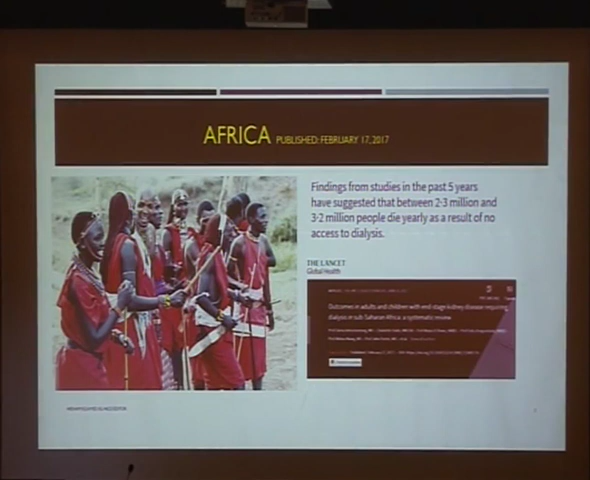 AFRICA PUBLISHED: FEBRUARY 17, 2017
Findings from studies in the past 5 years
have suggested that between 2·3 million and
3·2 million people die yearly as a result of no
access to dialysis.
THE LANCET
Global Health
Outcomes in adults and children with end-stage kidney disease requiring
dialysis in sub-Saharan Africa: a systematic review